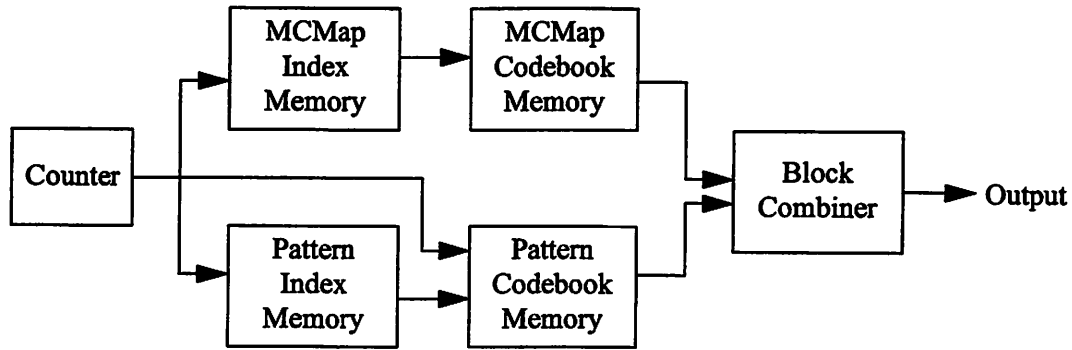 MCMap
Index
Memory
MCMap
Codebook
Memory
Counter
Block
Combiner
Output
Pattern
Index
Memory
Pattern
Codebook
Memory